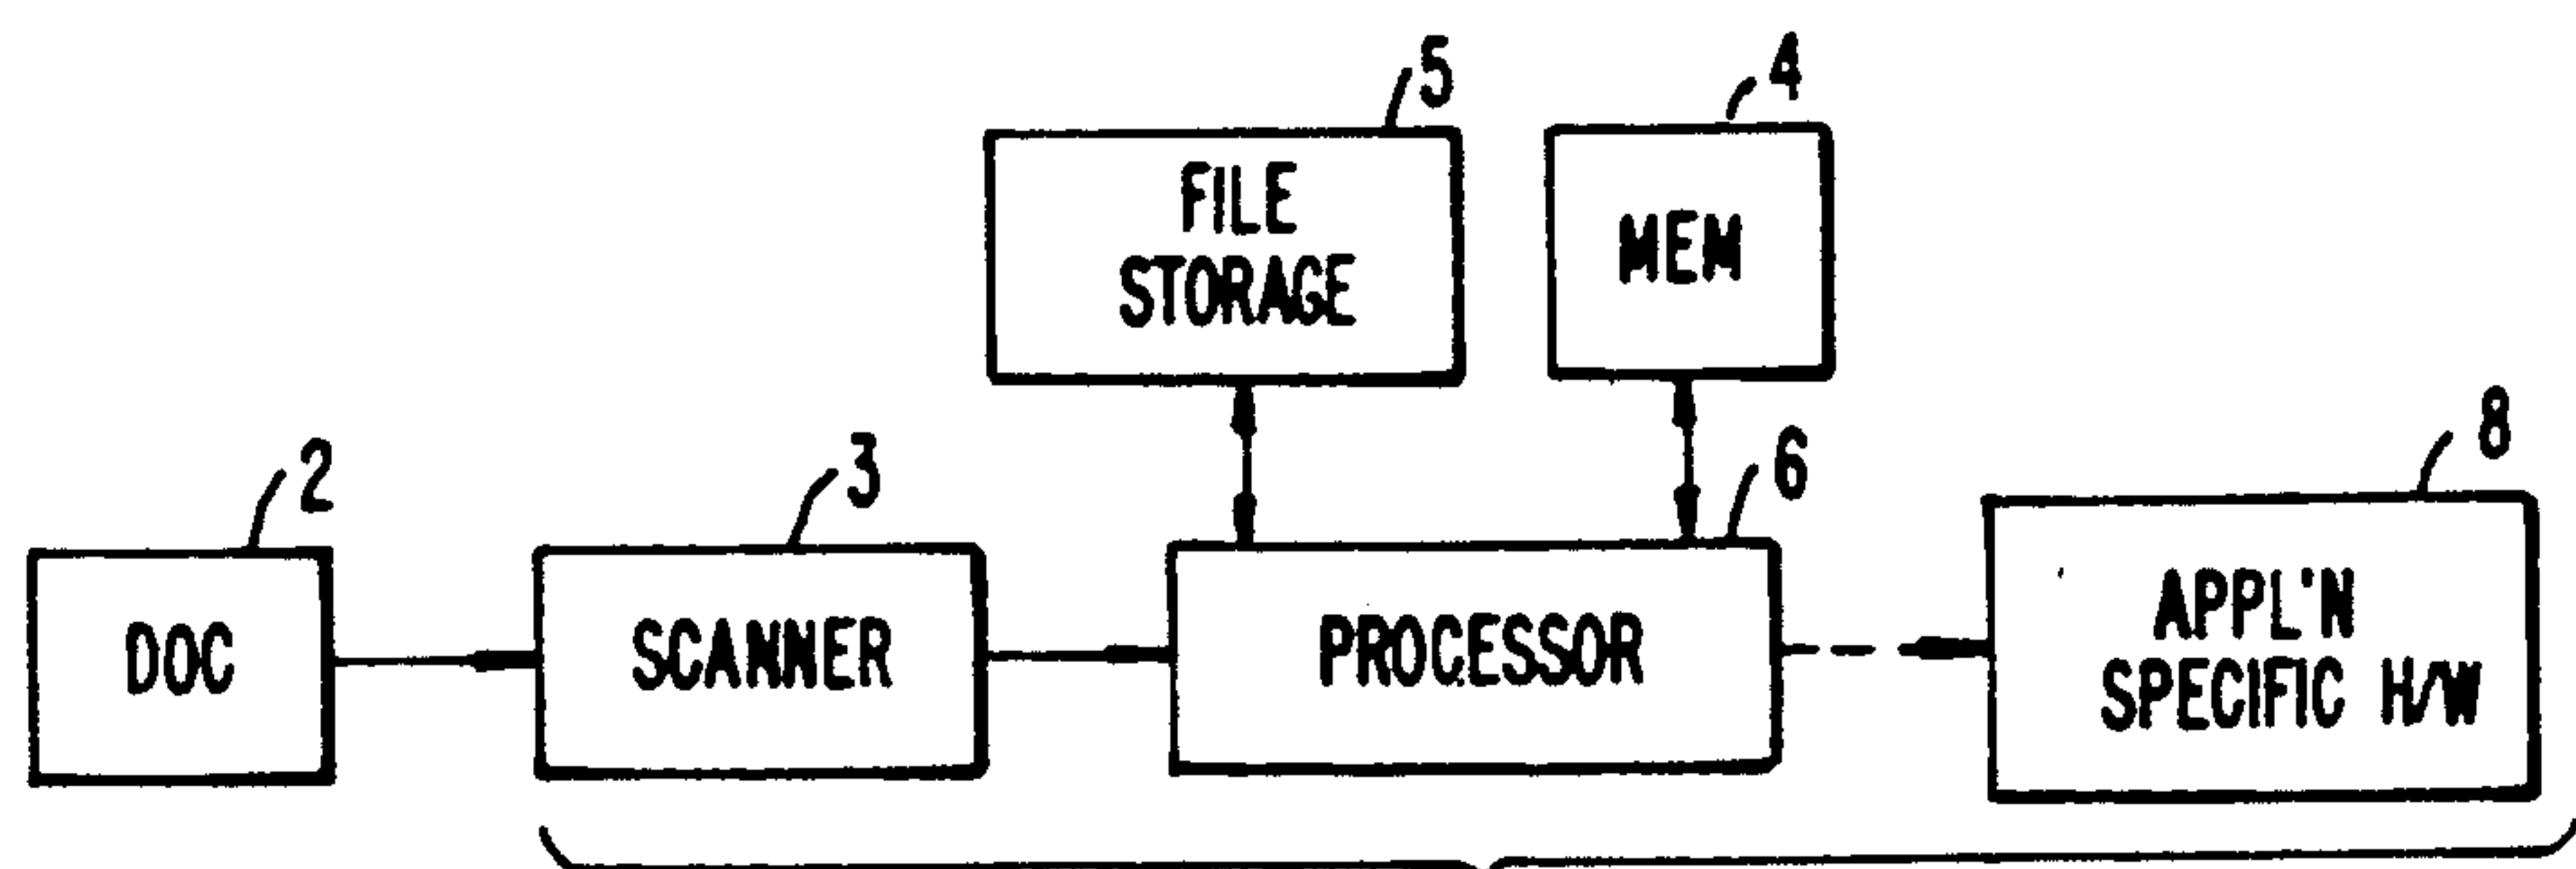 5
4
FILE
STORAGE
MEM
2
3
6
8
DOC
SCANNER
PROCESSOR
APPL'N
SPECIFIC H/W